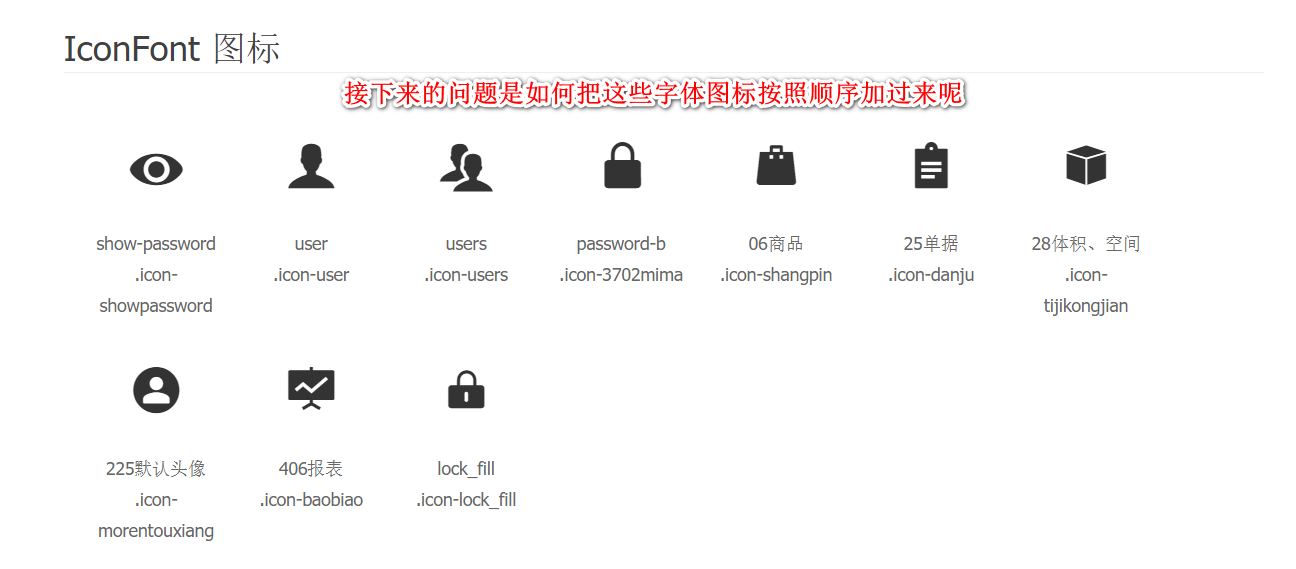 IconFont 图标
接下来的问题是如何把这些字体图标按照顺序加过来呢
show-password user users password-b 06商品 25单据 28体积、空间
.icon- .icon-user .icon-users .icon-3702mima .icon-shangpin .icon-danju .icon-
showpassword tijikongjian
225默认头像 406报表 lock_fill
.icon- .icon-baobiao .icon-lock_fill
morentouxiang